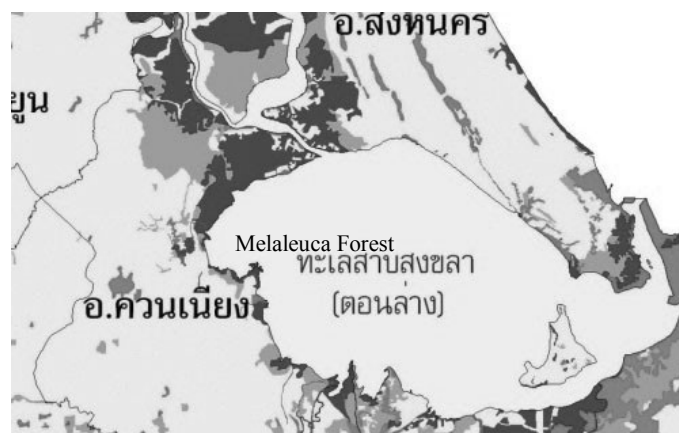 อ.สิงหนคร
ยูน
Melaleuca Forest
ทะเลสาบสงขลา
(ตอนล่าง)
อ.ควนเนียง